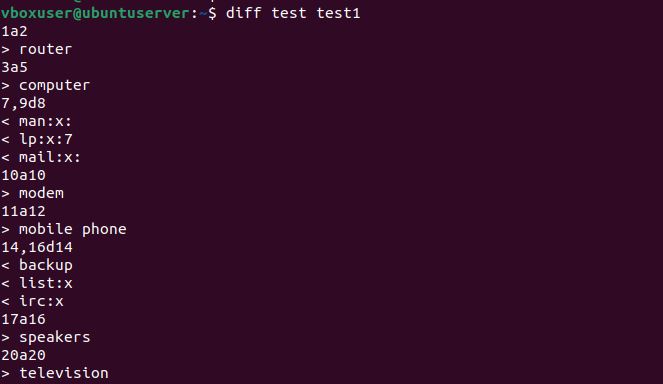 vboxuser@ubuntuserver:~$ diff test test1
1a2
> router
3a5
> computer
7,9d8
< man:x:
< lp:x:7
< mail:x:
10a10
> modem
11a12
> mobile phone
14,16d14
< backup
< list:x
< irc:x
17a16
> speakers
20a20
> television